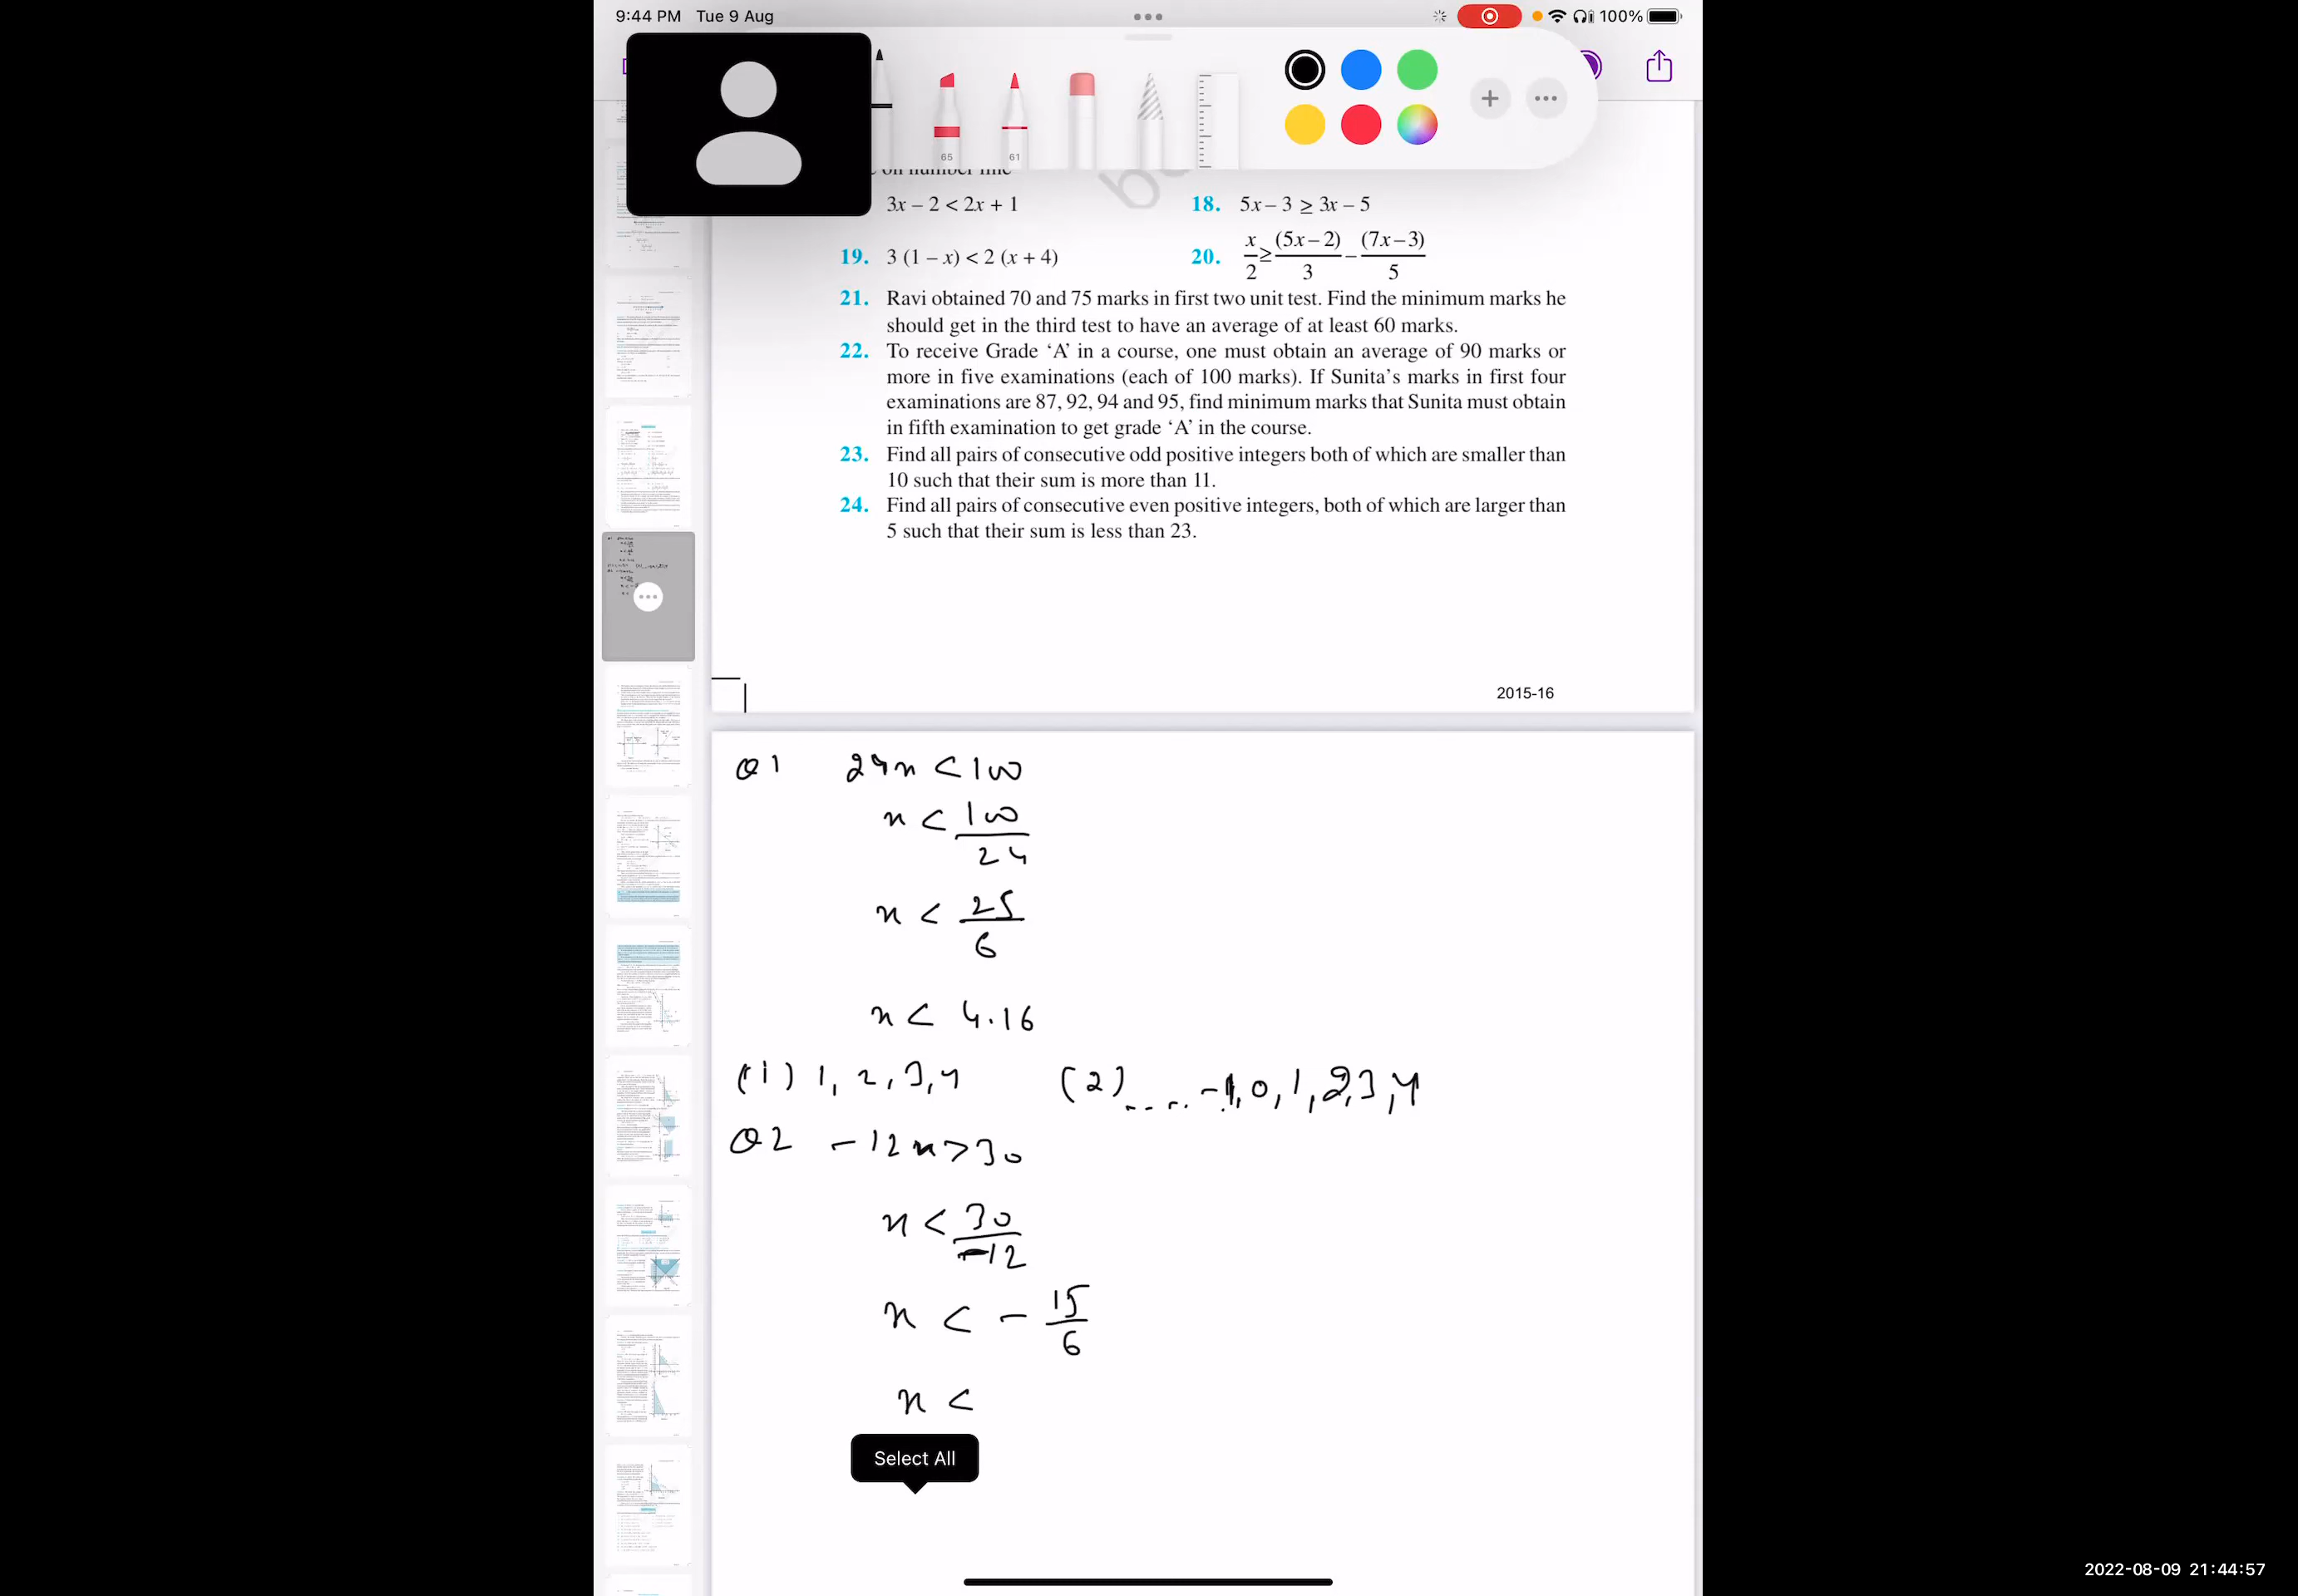 9:44 PM Tue 9 Aug
100%
65 61
on number line
3x – 2 < 2x + 1
18. 5x – 3 ≥ 3x – 5
19. 3 (1 – x) < 2 (x + 4)
20. x/2 ≥ (5x – 2)/3 – (7x – 3)/5
21. Ravi obtained 70 and 75 marks in first two unit test. Find the minimum marks he
should get in the third test to have an average of at least 60 marks.
22. To receive Grade ‘A’ in a course, one must obtain an average of 90 marks or
more in five examinations (each of 100 marks). If Sunita’s marks in first four
examinations are 87, 92, 94 and 95, find minimum marks that Sunita must obtain
in fifth examination to get grade ‘A’ in the course.
23. Find all pairs of consecutive odd positive integers both of which are smaller than
10 such that their sum is more than 11.
24. Find all pairs of consecutive even positive integers, both of which are larger than
5 such that their sum is less than 23.
2015-16
Q1 24x < 100
x < 100/24
x < 25/6
x < 4.16
(i) 1, 2, 3, 4 (2) ..... -1, 0, 1, 2, 3, 4
Q2 -12x > 30
x < 30/-12
x < - 15/6
x <
Select All
2022-08-09 21:44:57